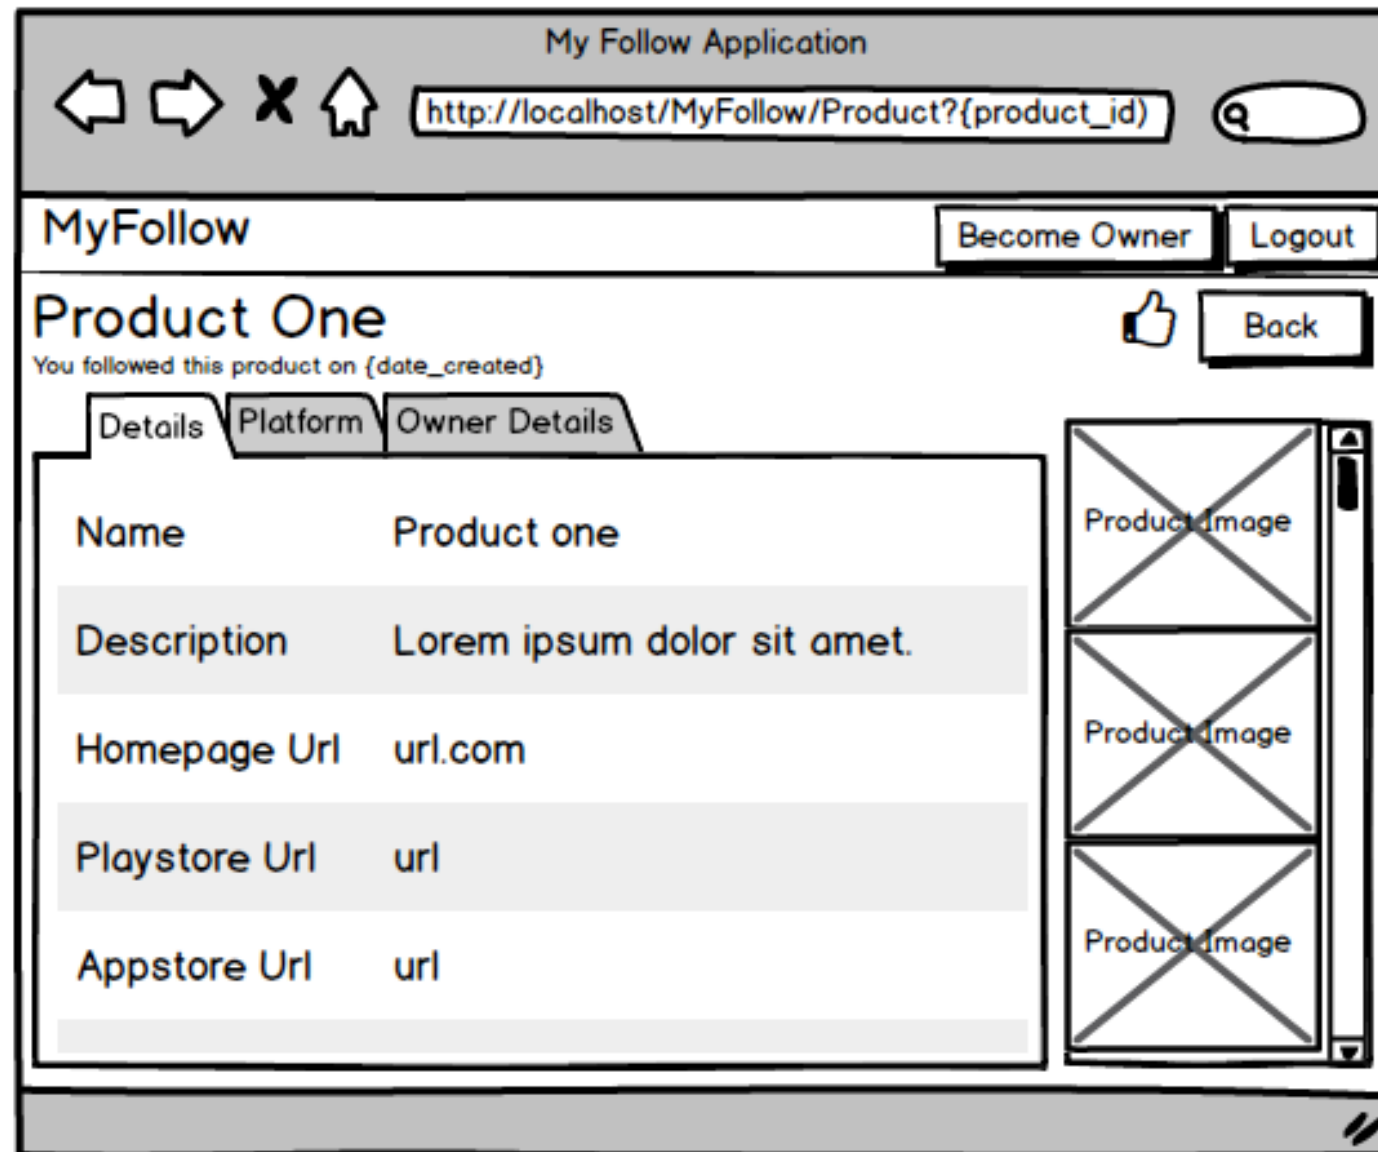 My Follow Application
http://localhost/MyFollow/Product?{product_id)
MyFollow
Become Owner
Logout
Product One
Back
You followed this product on {date_created}
Details
Platform
Owner Details
Name
Product one
Description
Lorem ipsum dolor sit amet.
Homepage Url
url.com
Playstore Url
url
Appstore Url
url
Product Image
Product Image
Product Image